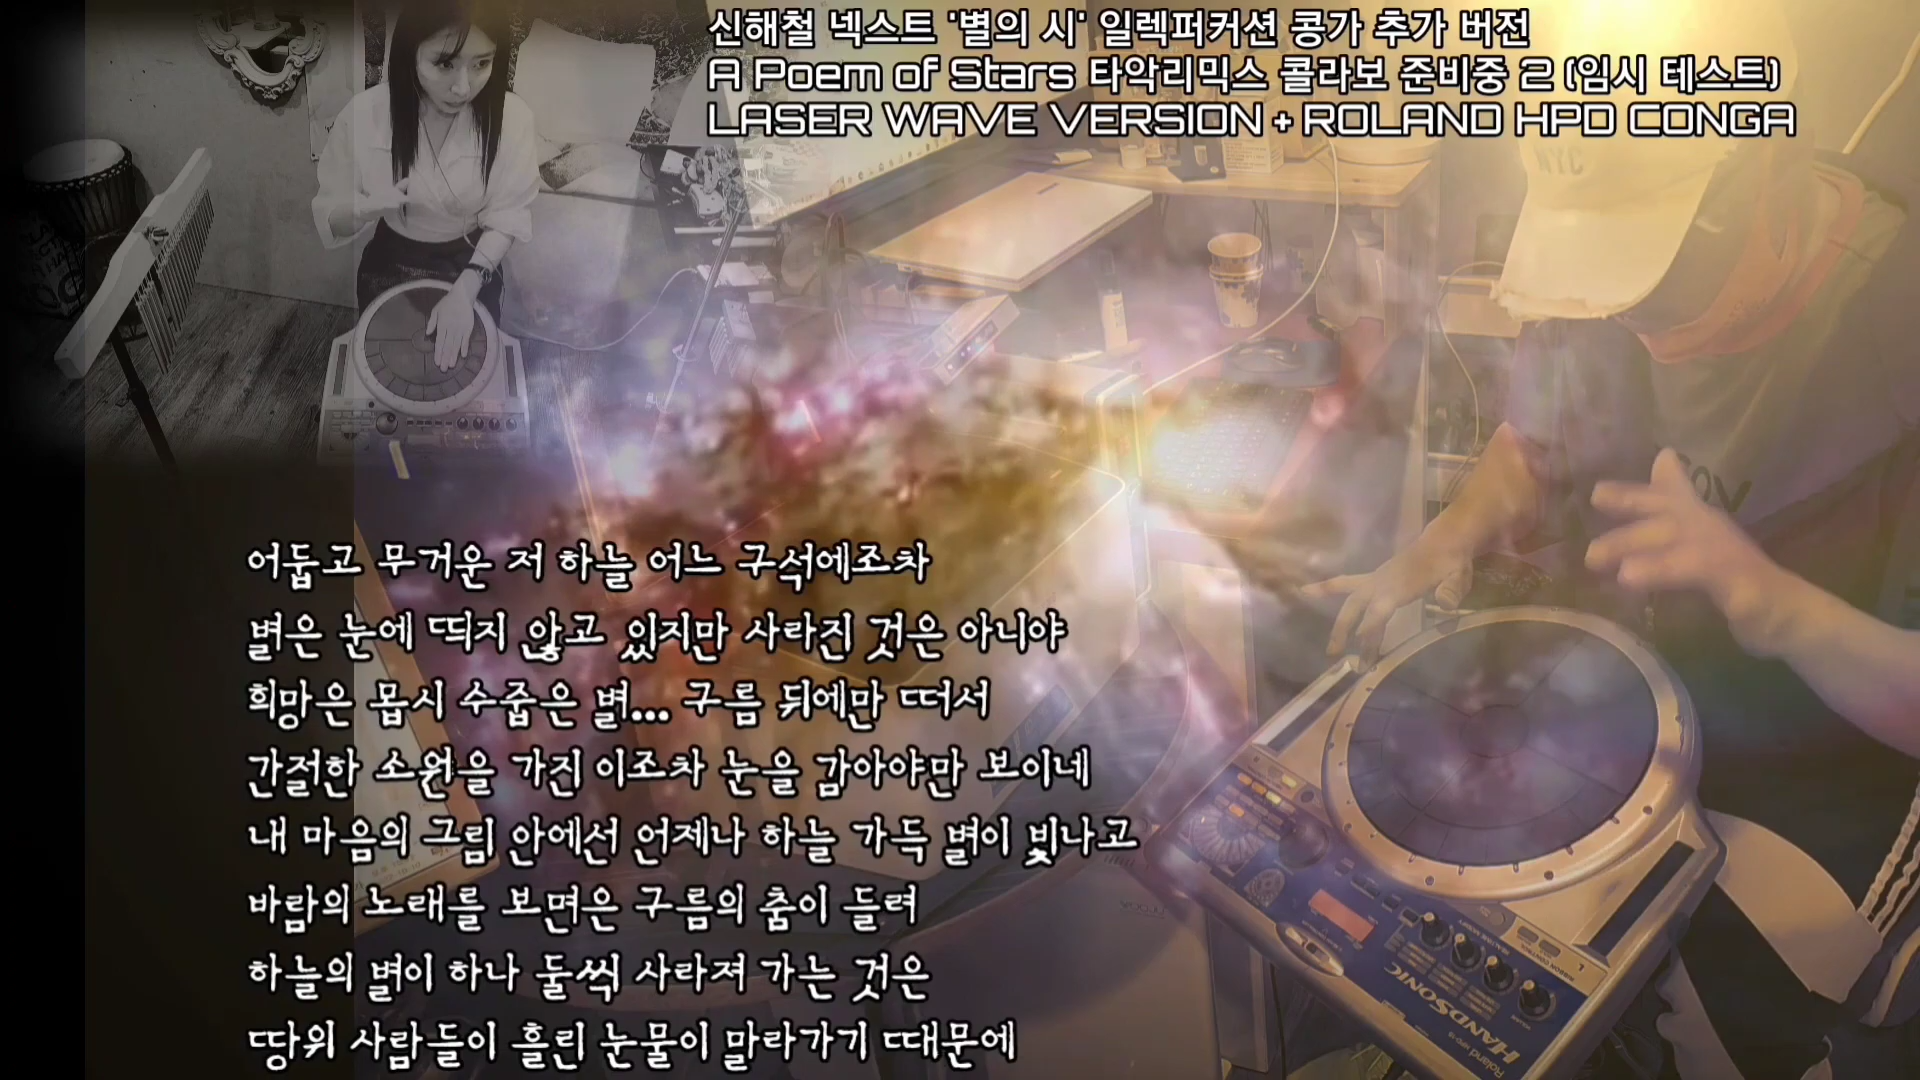 신해철 넥스트 '별의 시' 일렉퍼커션 콩가 추가 버전
A Poem of Stars 타악리믹스 콜라보 준비중 2 (임시 테스트)
LASER WAVE VERSION + ROLAND HPD CONGA
NYC
어둡고 무거운 저 하늘 어느 구석에조차
별은 눈에 띄지 않고 있지만 사라진 것은 아니야
희망은 몹시 수줍은 별... 구름 뒤에만 떠서
간절한 소원을 가진 이조차 눈을 감아야만 보이네
내 마음의 그림 안에선 언제나 하늘 가득 별이 빛나고
바람의 노래를 보면은 구름의 춤이 들려
하늘의 별이 하나 둘씩 사라져 가는 것은
땅위 사람들이 흘린 눈물이 말라가기 때문에
HANDSONIC
Roland HPD-15